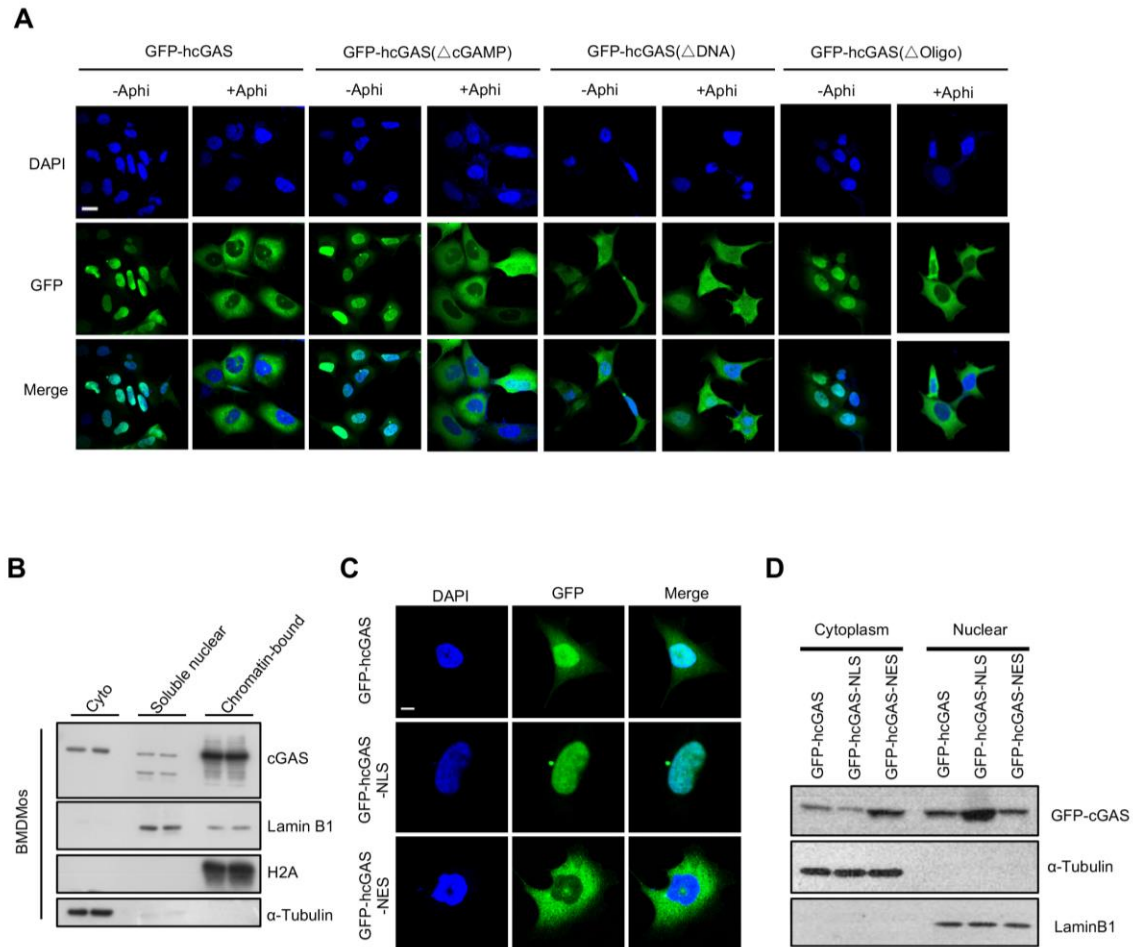 A
GFP-hcGAS
GFP-hcGAS(△cGAMP)
GFP-hcGAS(△DNA)
GFP-hcGAS(△Oligo)
-Aphi
+Aphi
-Aphi
+Aphi
-Aphi
+Aphi
-Aphi
+Aphi
DAPI
GFP
Merge
B
Cyto
Soluble nuclear
Chromatin-bound
BMDMos
cGAS
Lamin B1
H2A
α-Tubulin
C
DAPI
GFP
Merge
GFP-hcGAS
GFP-hcGAS
-NLS
GFP-hcGAS
-NES
D
Cytoplasm
Nuclear
GFP-hcGAS
GFP-hcGAS-NLS
GFP-hcGAS-NES
GFP-hcGAS
GFP-hcGAS-NLS
GFP-hcGAS-NES
GFP-cGAS
α-Tubulin
LaminB1